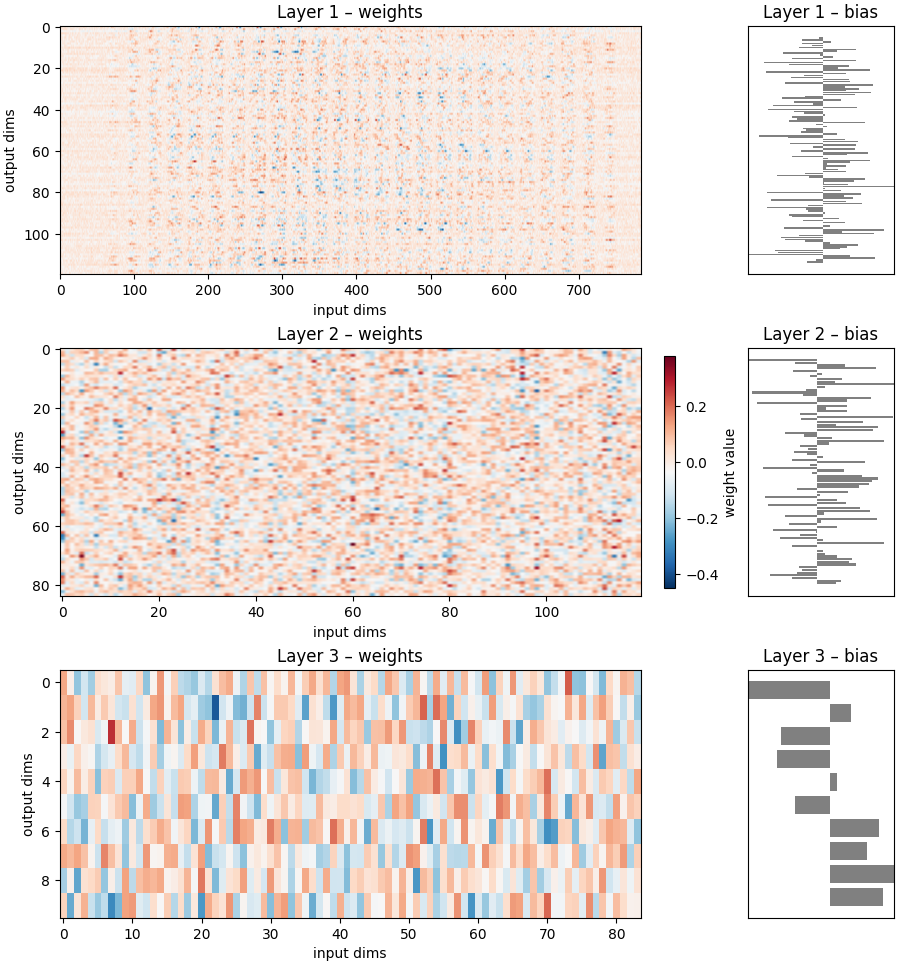 Layer 1 – weights
Layer 1 – bias
0
20
40
60
80
100
output dims
0 100 200 300 400 500 600 700
input dims
Layer 2 – weights
Layer 2 – bias
0
20
40
60
80
output dims
0 20 40 60 80 100
input dims
0.2
0.0
−0.2
−0.4
weight value
Layer 3 – weights
Layer 3 – bias
0
2
4
6
8
output dims
0 10 20 30 40 50 60 70 80
input dims